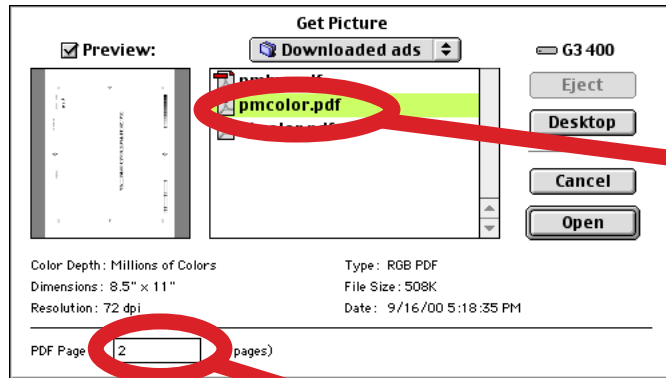 Get Picture
Preview:
Downloaded ads
G3 400
Eject
pmcolor.pdf
Desktop
Cancel
Open
Color Depth: Millions of Colors
Type: RGB PDF
Dimensions: 8.5" x 11"
File Size: 508K
Resolution: 72 dpi
Date: 9/16/00 5:18:35 PM
PDF Page
2
pages)